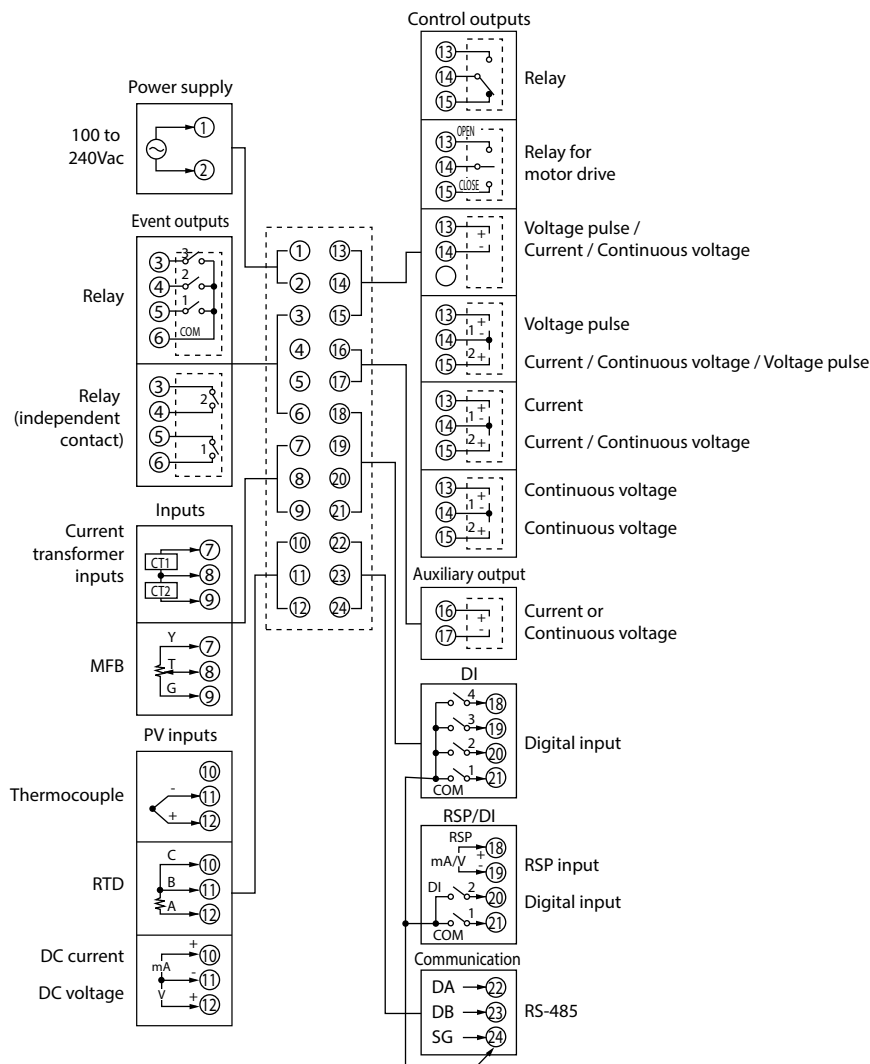 Control outputs
13
14
15
Relay
OPEN
13
14
15
CLOSE
Relay for
motor drive
13
14
+
-
Voltage pulse /
Current / Continuous voltage
13
14
15
+
1 -
2 +
Voltage pulse
Current / Continuous voltage / Voltage pulse
13
14
15
+
1 -
2 +
Current
Current / Continuous voltage
13
14
15
+
1 -
2 +
Continuous voltage
Continuous voltage
Power supply
100 to
240Vac
1
2
Event outputs
Relay
3
4
5
6
3
2
1
COM
Relay
(independent
contact)
3
4
5
6
2
1
1 13
2 14
3 15
4 16
5 17
6 18
7 19
8 20
9 21
10 22
11 23
12 24
Inputs
Current
transformer
inputs
CT1
CT2
7
8
9
MFB
Y
T
G
7
8
9
PV inputs
Thermocouple
10
- 11
+ 12
RTD
C
B
A
10
11
12
DC current
DC voltage
+
mA
-
V
+
10
11
12
Auxiliary output
16
17
+
-
Current or
Continuous voltage
DI
4 18
3 19
2 20
1 21
COM
Digital input
RSP/DI
RSP
mA/V
+
-
18
19
DI
2 20
1 21
COM
RSP input
Digital input
Communication
DA 22
DB 23
SG 24
RS-485